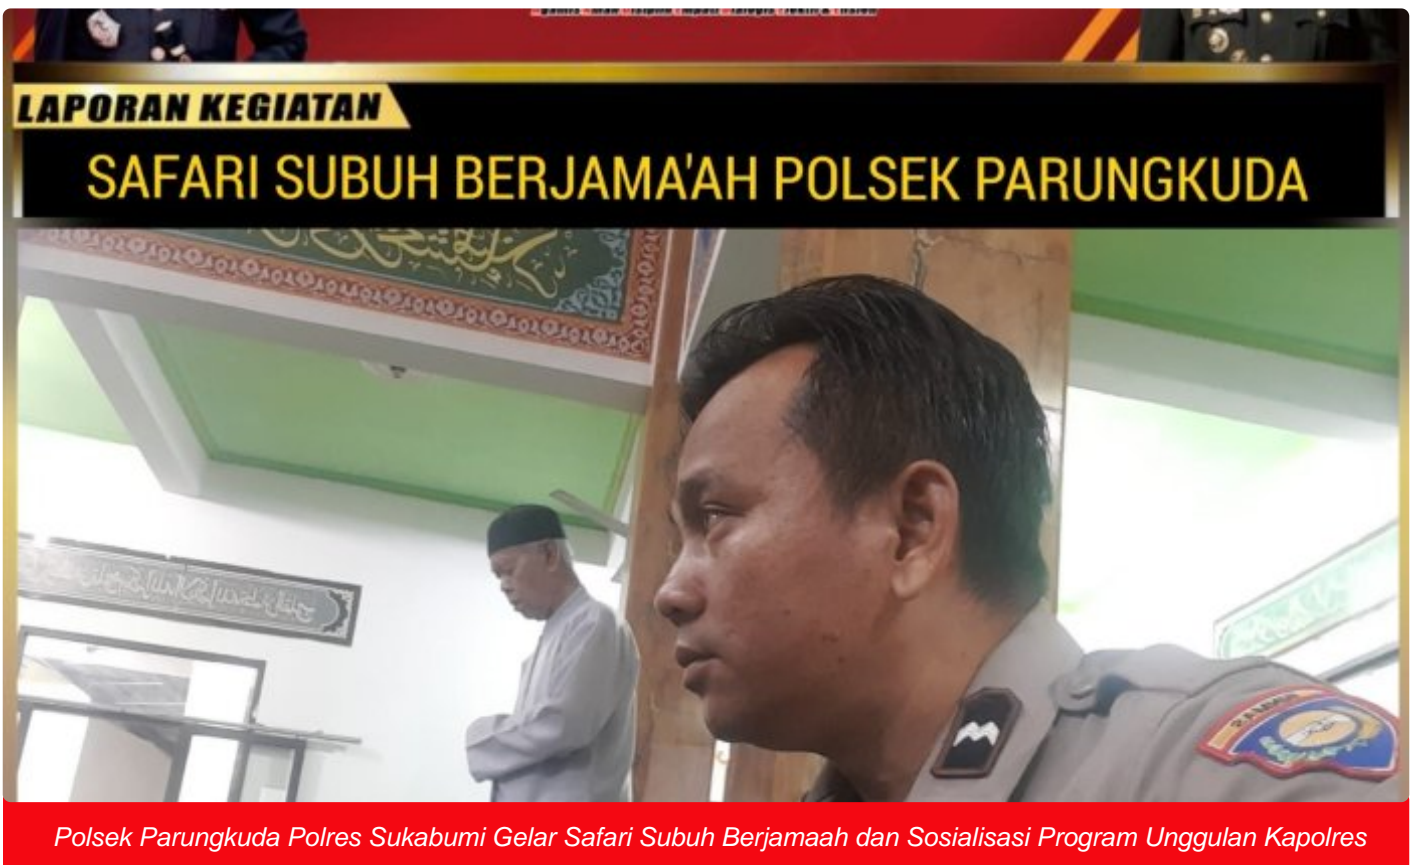 LAPORAN KEGIATAN
SAFARI SUBUH BERJAMA'AH POLSEK PARUNGKUDA
BINMAS
Polsek Parungkuda Polres Sukabumi Gelar Safari Subuh Berjamaah dan Sosialisasi Program Unggulan Kapolres